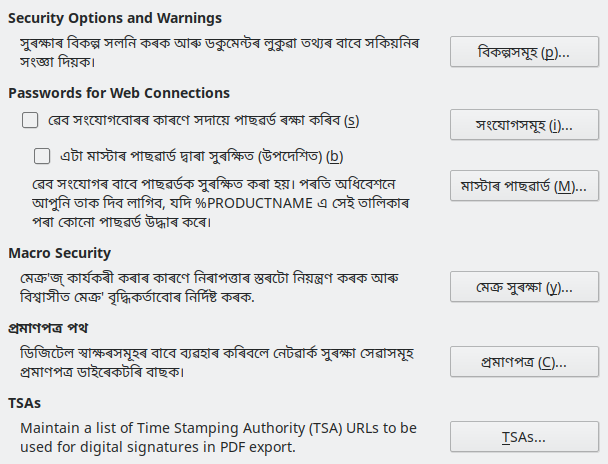 Security Options and Warnings
সুৰক্ষাৰ বিকল্প সলনি কৰক আৰু ডকুমেন্টৰ লুকুৱা তথ্যৰ বাবে সকিয়নিৰ
সংজ্ঞা দিয়ক।
বিকল্পসমূহ (p)...
Passwords for Web Connections
ৱেব সংযোগবোৰৰ কাৰণে সদায়ে পাছৱৰ্ড ৰক্ষা কৰিব (s)
সংযোগসমূহ (i)...
এটা মাস্টাৰ পাছৱাৰ্ড দ্বাৰা সুৰক্ষিত (উপদেশিত) (b)
ৱেব সংযোগৰ বাবে পাছৱৰ্ডক সুৰক্ষিত কৰা হয়। পৰতি অধিবেশনে
আপুনি তাক দিব লাগিব, যদি %PRODUCTNAME এ সেই তালিকাৰ
পৰা কোনো পাছৱৰ্ড উদ্ধাৰ কৰে।
মাস্টাৰ পাছৱাৰ্ড (M)...
Macro Security
মেক্ৰ'জ্ কাৰ্যকৰী কৰাৰ কাৰণে নিৰাপত্তাৰ স্তৰটো নিয়ন্ত্ৰণ কৰক আৰু
বিশ্বাসীত মেক্ৰ' বৃদ্ধিকৰ্তাবোৰ নিৰ্দিষ্ট কৰক.
মেক্ৰ সুৰক্ষা (y)...
প্ৰমাণপত্ৰ পথ
ডিজিটেল স্বাক্ষৰসমূহৰ বাবে ব্যৱহাৰ কৰিবলে নেটৱাৰ্ক সুৰক্ষা সেৱাসমূহ
প্ৰমাণপত্ৰ ডাইৰেকটৰি বাছক।
প্ৰমাণপত্ৰ (C)...
TSAs
Maintain a list of Time Stamping Authority (TSA) URLs to be
used for digital signatures in PDF export.
TSAs...